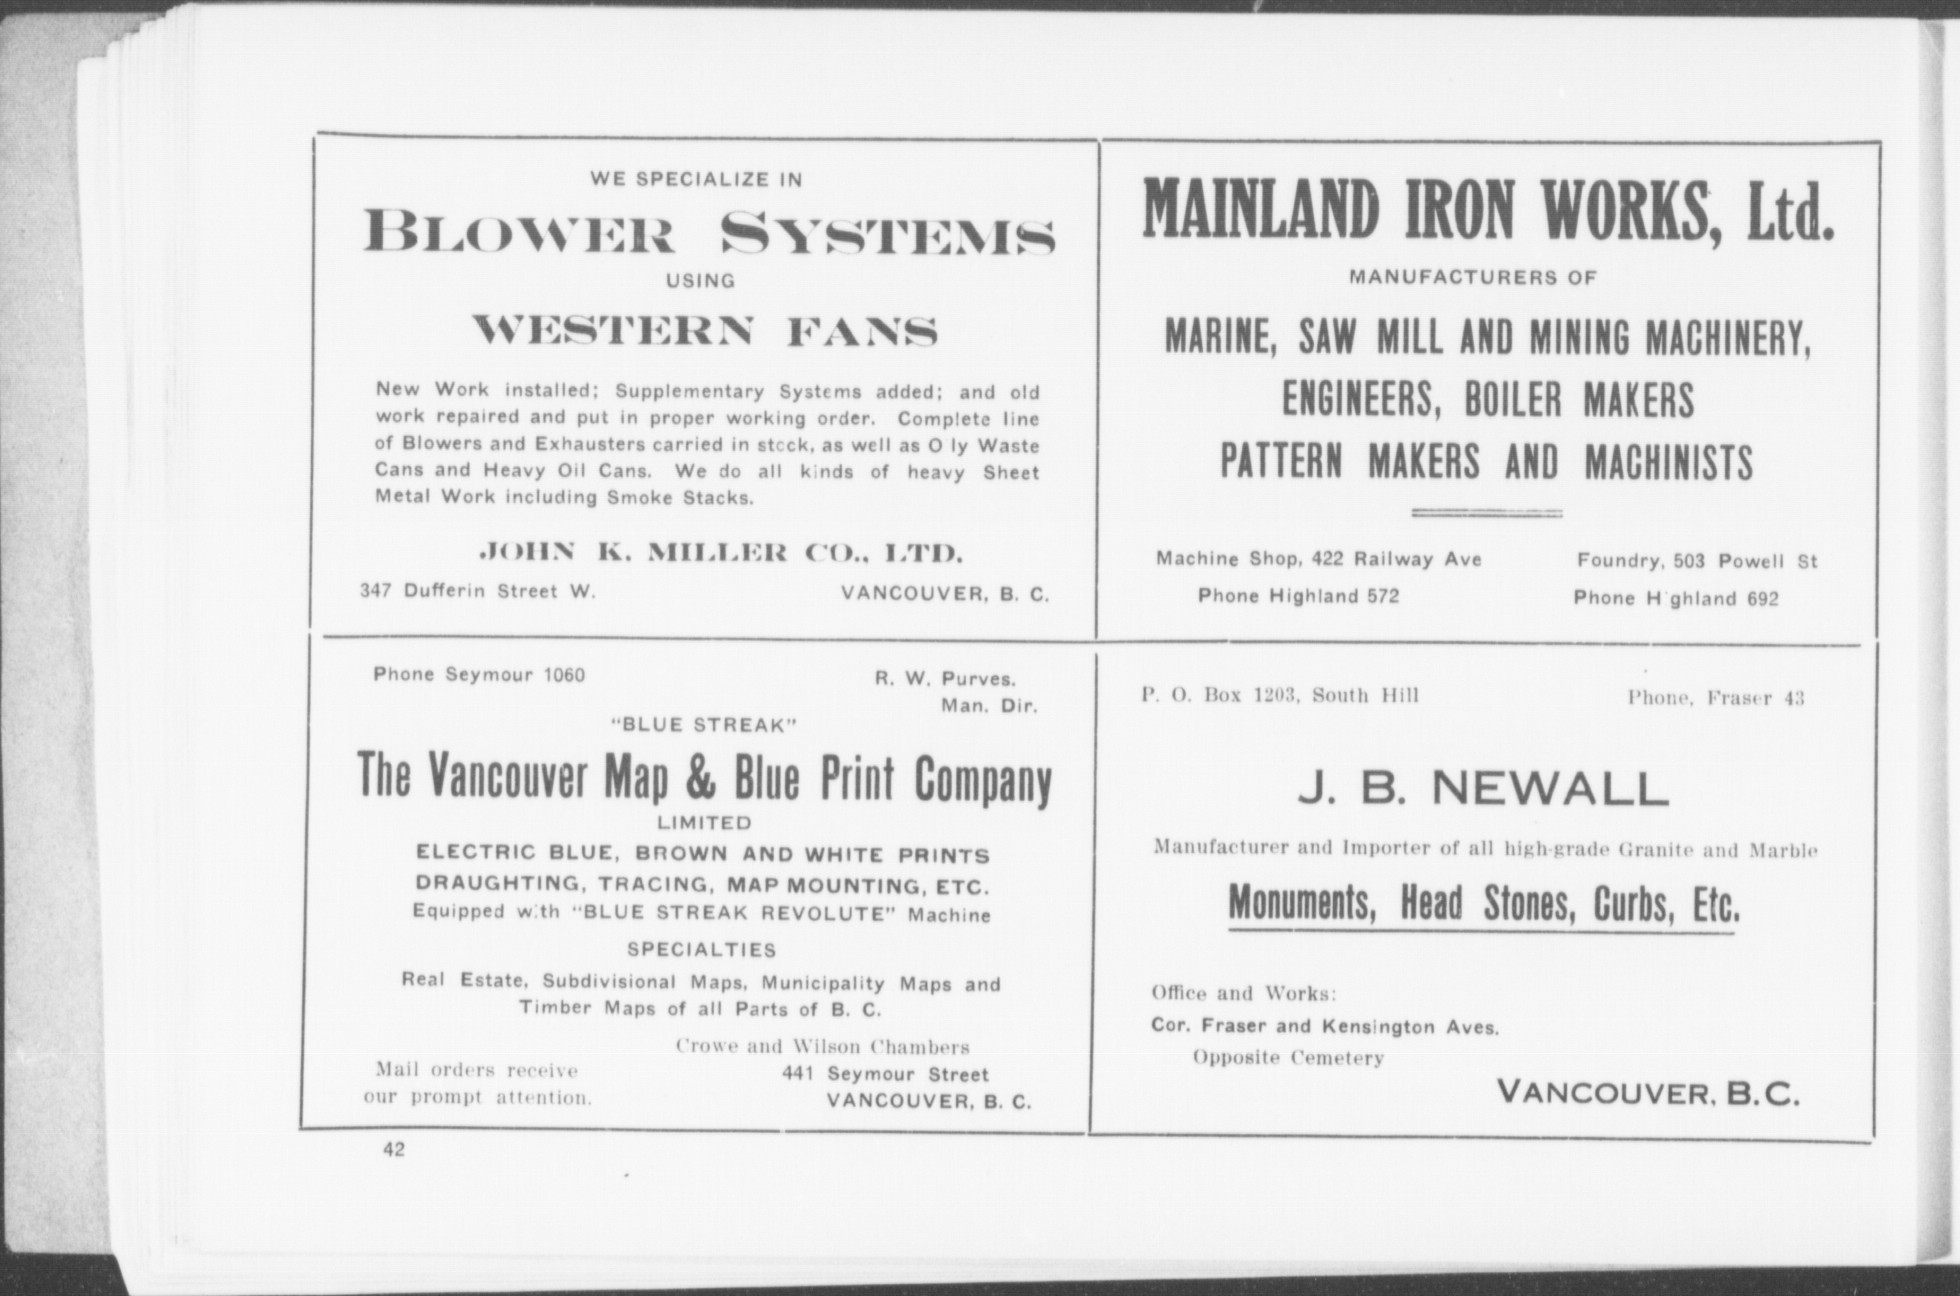 WE SPECIALIZE IN
BLOWER SYSTEMS
USING
WESTERN FANS
New Work installed; Supplementary Systems added; and old
work repaired and put in proper working order. Complete line
of Blowers and Exhausters carried in stock, as well as O ly Waste
Cans and Heavy Oil Cans. We do all kinds of heavy Sheet
Metal Work including Smoke Stacks.
JOHN K. MILLER CO., LTD.
347 Dufferin Street W. VANCOUVER, B. C.
MAINLAND IRON WORKS, Ltd.
MANUFACTURERS OF
MARINE, SAW MILL AND MINING MACHINERY,
ENGINEERS, BOILER MAKERS
PATTERN MAKERS AND MACHINISTS
Machine Shop, 422 Railway Ave Foundry, 503 Powell St
Phone Highland 572 Phone H ghland 692
Phone Seymour 1060 R. W. Purves.
Man. Dir.
"BLUE STREAK"
The Vancouver Map & Blue Print Company
LIMITED
ELECTRIC BLUE, BROWN AND WHITE PRINTS
DRAUGHTING, TRACING, MAP MOUNTING, ETC.
Equipped with "BLUE STREAK REVOLUTE" Machine
SPECIALTIES
Real Estate, Subdivisional Maps, Municipality Maps and
Timber Maps of all Parts of B. C.
Crowe and Wilson Chambers
Mail orders receive 441 Seymour Street
our prompt attention. VANCOUVER, B. C.
P. O. Box 1203, South Hill Phone, Fraser 43
J. B. NEWALL
Manufacturer and Importer of all high-grade Granite and Marble
Monuments, Head Stones, Curbs, Etc.
Office and Works:
Cor. Fraser and Kensington Aves.
Opposite Cemetery
VANCOUVER, B.C.
42